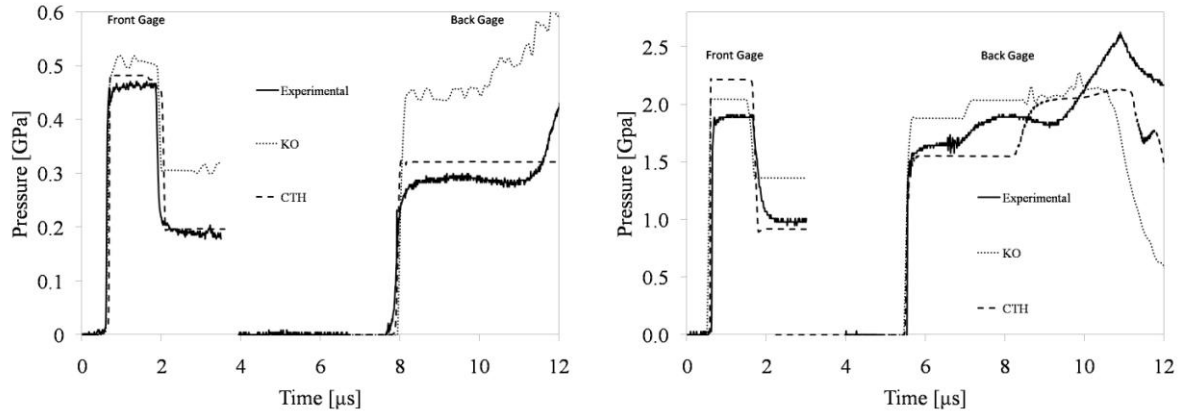 Front Gage
Back Gage
0.6
0.5
0.4
0.3
0.2
0.1
0
Pressure [GPa]
Experimental
KO
CTH
0 2 4 6 8 10 12
Time [μs]
Front Gage
Back Gage
2.5
2.0
1.5
1.0
0.5
0.0
Pressure [Gpa]
Experimental
KO
CTH
0 2 4 6 8 10 12
Time [μs]